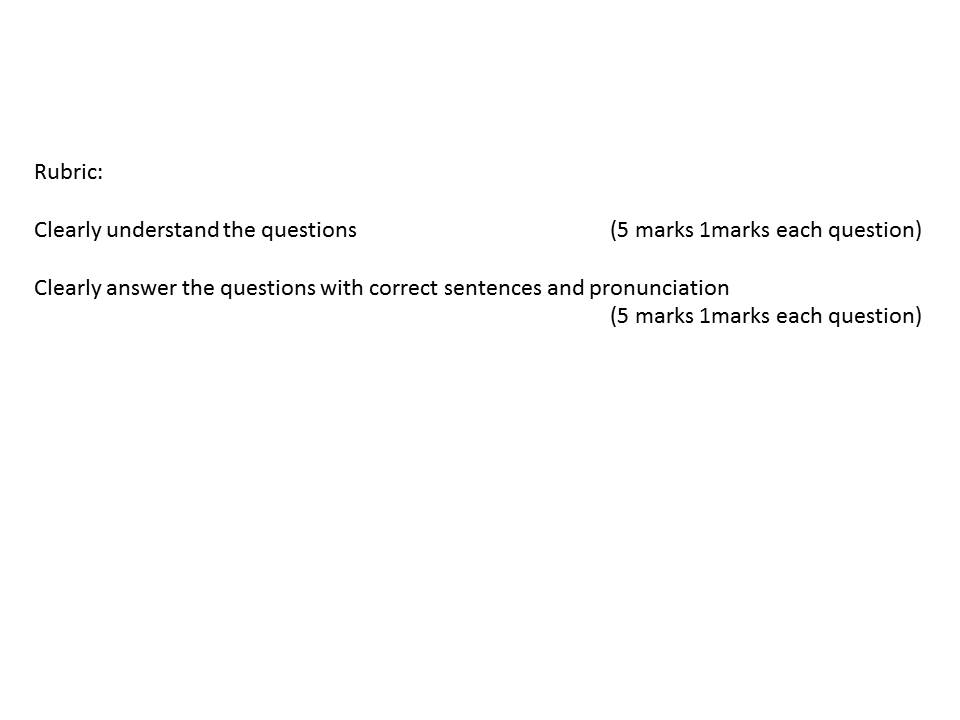 Rubric:
Clearly understand the questions (5 marks 1marks each question)
Clearly answer the questions with correct sentences and pronunciation
(5 marks 1marks each question)